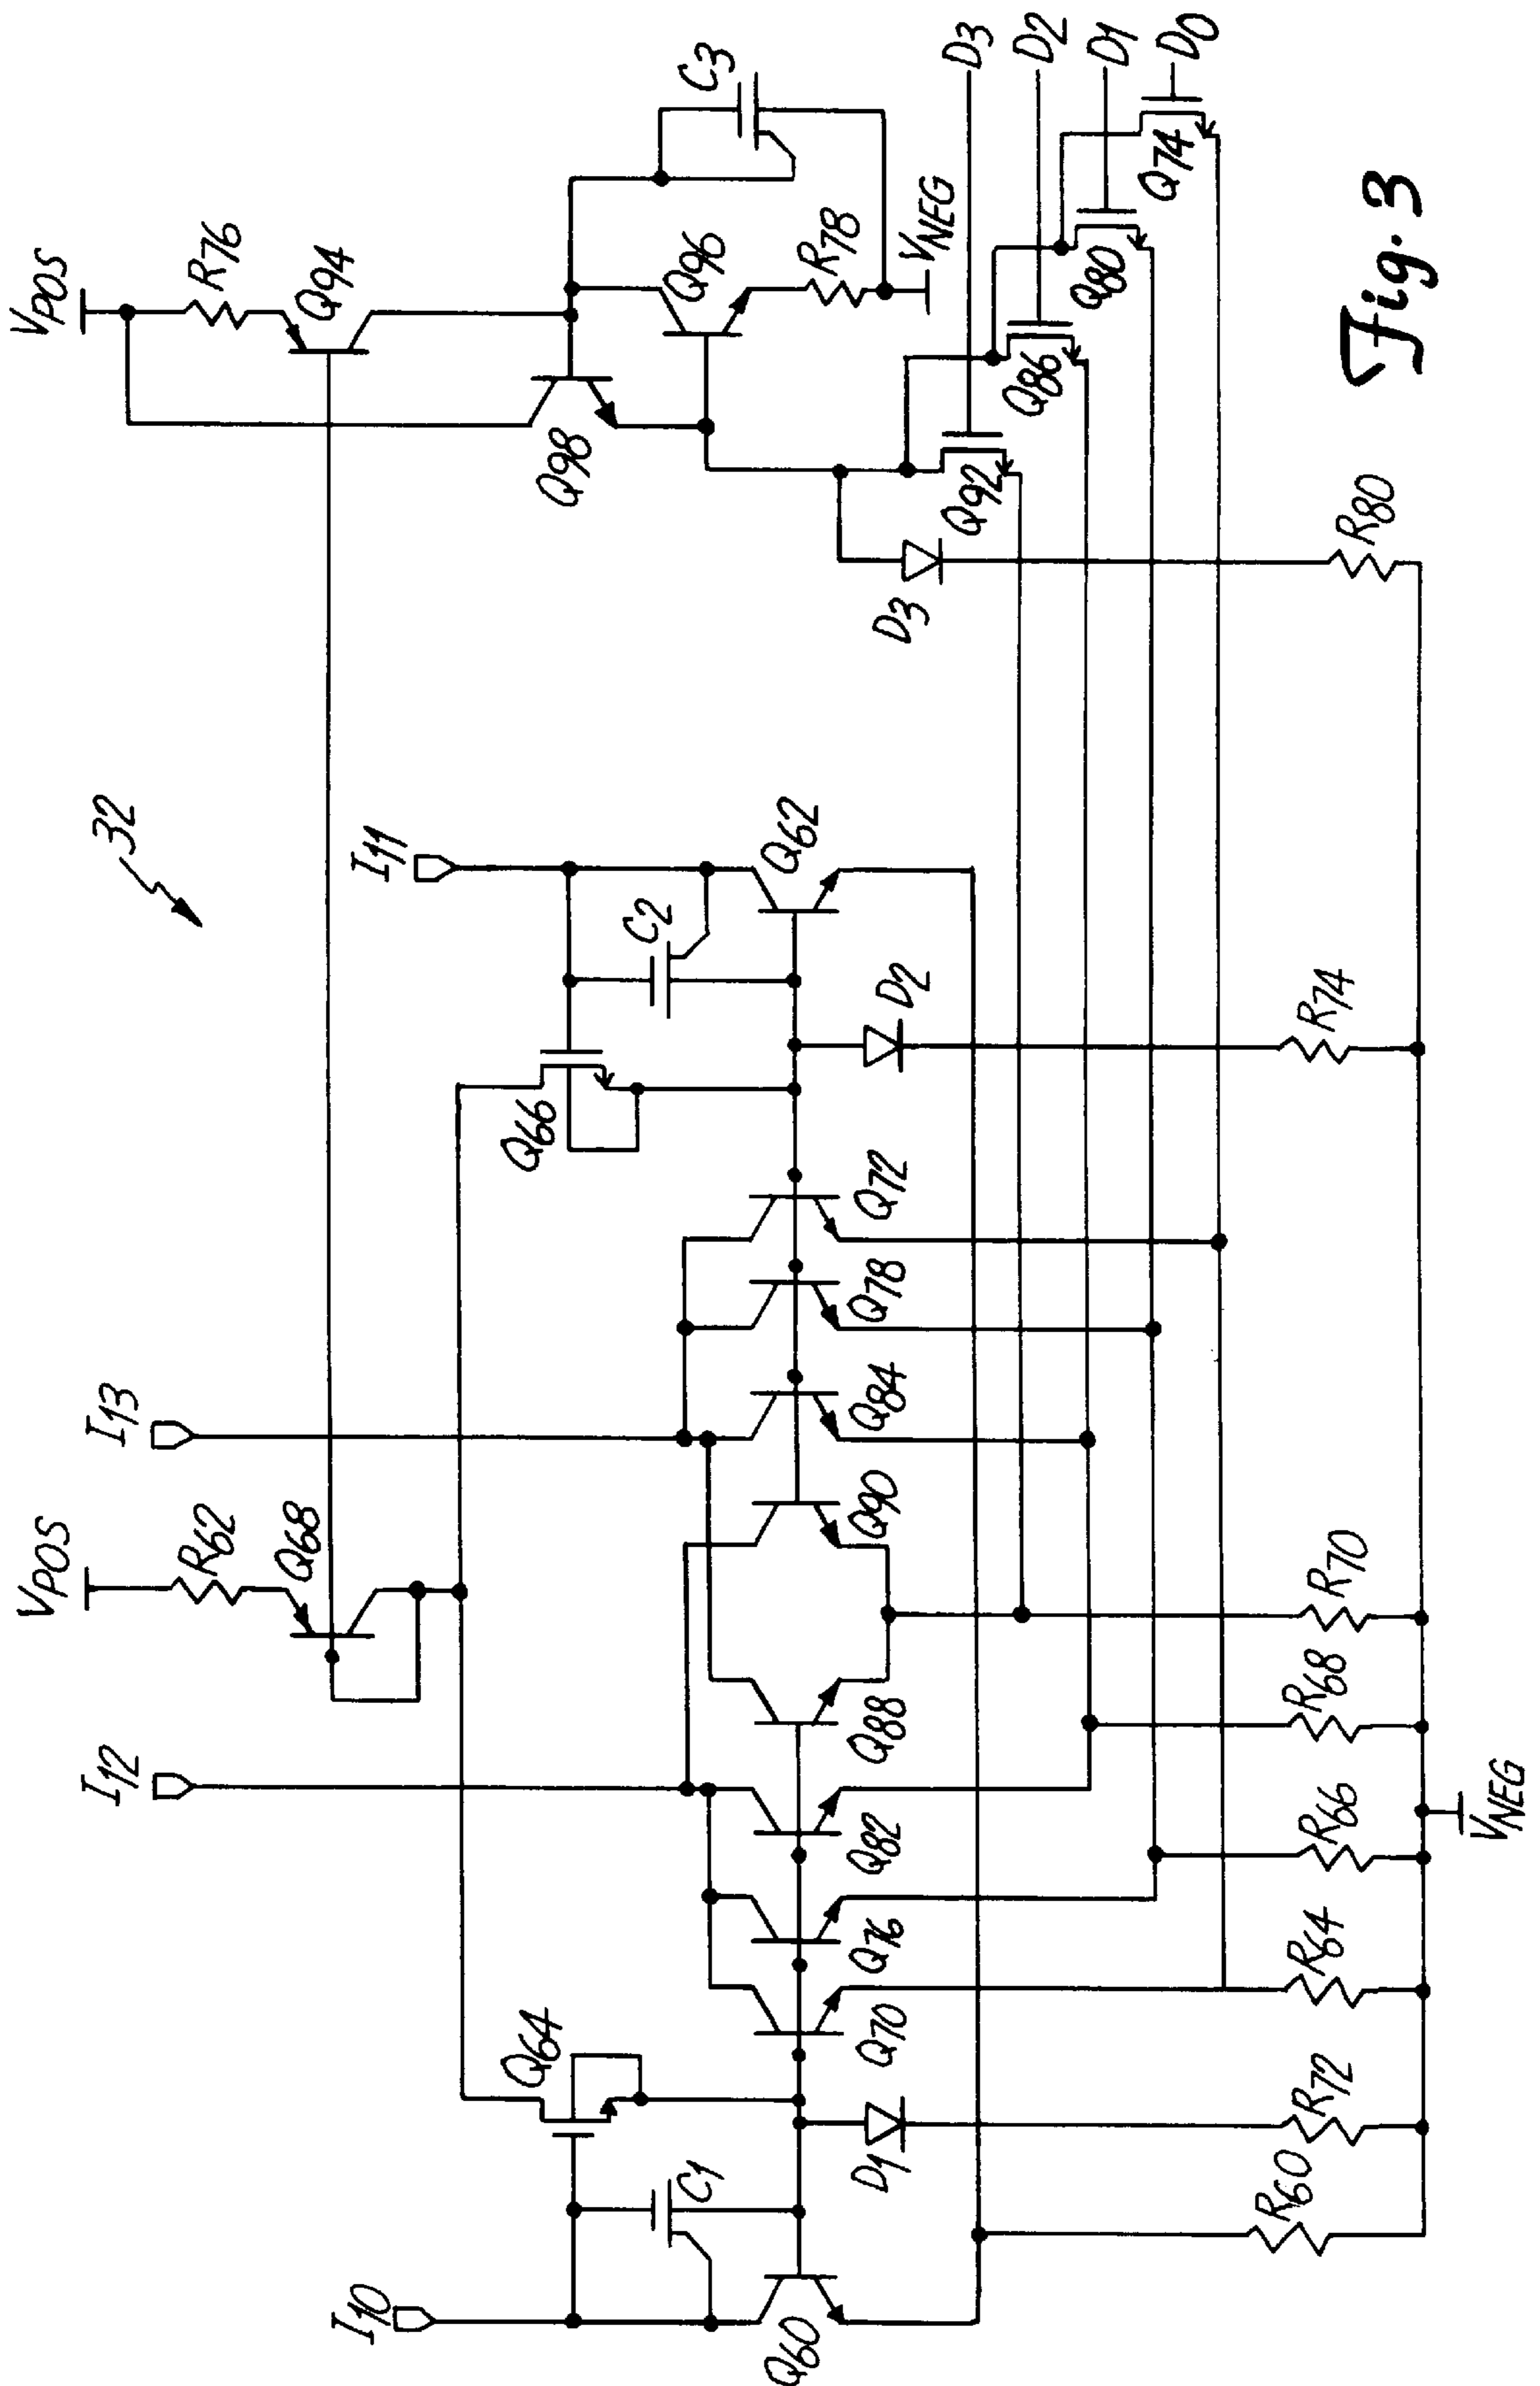 32
VPOS
R76
Q94
C3
Q98
Q96
R78
VNEG
D3
D2
D1
D0
Q92
Q86
Q80
Q74
D3
R80
I11
C2
Q62
Q66
D2
R74
Q72
Q78
Q84
Q90
I13
VPOS
R62
Q68
I12
Q88
Q82
Q76
Q70
R70
R68
R66
R64
VNEG
Q64
C1
D1
R72
R60
I10
Q60
Fig. 3